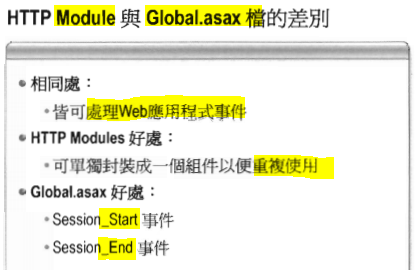 HTTP Module 與 Global.asax 檔的差別
相同處：
皆可處理Web應用程式事件
HTTP Modules 好處：
可單獨封裝成一個組件以便重複使用
Global.asax 好處：
Session_Start 事件
Session_End 事件